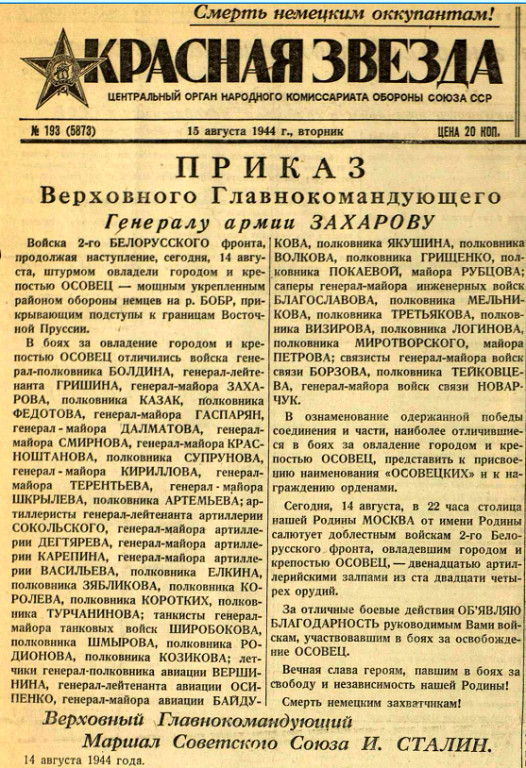 Смерть немецким оккупантам!
КРАСНАЯ ЗВЕЗДА
ЦЕНТРАЛЬНЫЙ ОРГАН НАРОДНОГО КОМИССАРИАТА ОБОРОНЫ СОЮЗА ССР
№ 193 (5873)
15 августа 1944 г., вторник
ЦЕНА 20 КОП.
ПРИКАЗ
Верховного Главнокомандующего
Генералу армии ЗАХАРОВУ
Войска 2-го БЕЛОРУССКОГО фронта,
продолжая наступление, сегодня, 14 авгу-
ста, штурмом овладели городом и кре-
постью ОСОВЕЦ — мощным укрепленным
районом обороны немцев на р. БОБР, при-
крывающим подступы к границам Восточ-
ной Пруссии.
В боях за овладение городом и кре-
постью ОСОВЕЦ отличились войска гене-
рал-полковника БОЛДИНА, генерал-лейте-
нанта ГРИШИНА, генерал-майора ЗАХА-
РОВА, полковника КАЗАК, полковника
ФЕДОТОВА, генерал-майора ГАСПАРЯН,
генерал-майора ДАЛМАТОВА, генерал-
майора СМИРНОВА, генерал-майора КРАС-
НОШТАНОВА, полковника СУПРУНОВА,
генерал-майора КИРИЛЛОВА, генерал-
майора ТЕРЕНТЬЕВА, генерал-майора
ШКРЫЛЕВА, полковника АРТЕМЬЕВА; ар-
тиллеристы генерал-лейтенанта артиллерии
СОКОЛЬСКОГО, генерал-майора артилле-
рии ДЕГТЯРЕВА, генерал-майора артилле-
рии КАРЕПИНА, генерал-майора артилле-
рии ВАСИЛЬЕВА, полковника ЕЛКИНА,
полковника ЗЯБЛИКОВА, полковника КО-
РОЛЕВА, полковника КОРОТКИХ, полков-
ника ТУРЧАНИНОВА; танкисты генерал-
майора танковых войск ШИРОБОКОВА,
полковника ШМЫРОВА, полковника РО-
ДИОНОВА, полковника КОЗИКОВА; лет-
чики генерал-полковника авиации ВЕРШИ-
НИНА, генерал-лейтенанта авиации ОСИ-
ПЕНКО, генерал-майора авиации БАЙДУ-
КОВА, полковника ЯКУШИНА, полковника
ВОЛКОВА, полковника ГРИЩЕНКО, пол-
ковника ПОКАЕВОЙ, майора РУБЦОВА;
саперы генерал-майора инженерных войск
БЛАГОСЛАВОВА, полковника МЕЛЬНИ-
КОВА, полковника ТРЕТЬЯКОВА, полков-
ника ВИЗИРОВА, полковника ЛОГИНОВА,
полковника МИРОТВОРСКОГО, майора
ПЕТРОВА; связисты генерал-майора войск
связи БОРЗОВА, полковника ТЕЙКОВЦЕ-
ВА, генерал-майора войск связи НОВАР-
ЧУК.
В ознаменование одержанной победы
соединения и части, наиболее отличившие-
ся в боях за овладение городом и кре-
постью ОСОВЕЦ, представить к присвое-
нию наименования «ОСОВЕЦКИХ» и к на-
граждению орденами.
Сегодня, 14 августа, в 22 часа столица
нашей Родины МОСКВА от имени Родины
салютует доблестным войскам 2-го Бело-
русского фронта, овладевшим городом и
крепостью ОСОВЕЦ,—двенадцатью артил-
лерийскими залпами из ста двадцати четы-
рех орудий.
За отличные боевые действия ОБ'ЯВЛЯЮ
БЛАГОДАРНОСТЬ руководимым Вами вой-
скам, участвовавшим в боях за освобожде-
ние ОСОВЕЦ.
Вечная слава героям, павшим в боях за
свободу и независимость нашей Родины!
Смерть немецким захватчикам!
Верховный Главнокомандующий
Маршал Советского Союза И. СТАЛИН.
14 августа 1944 года.